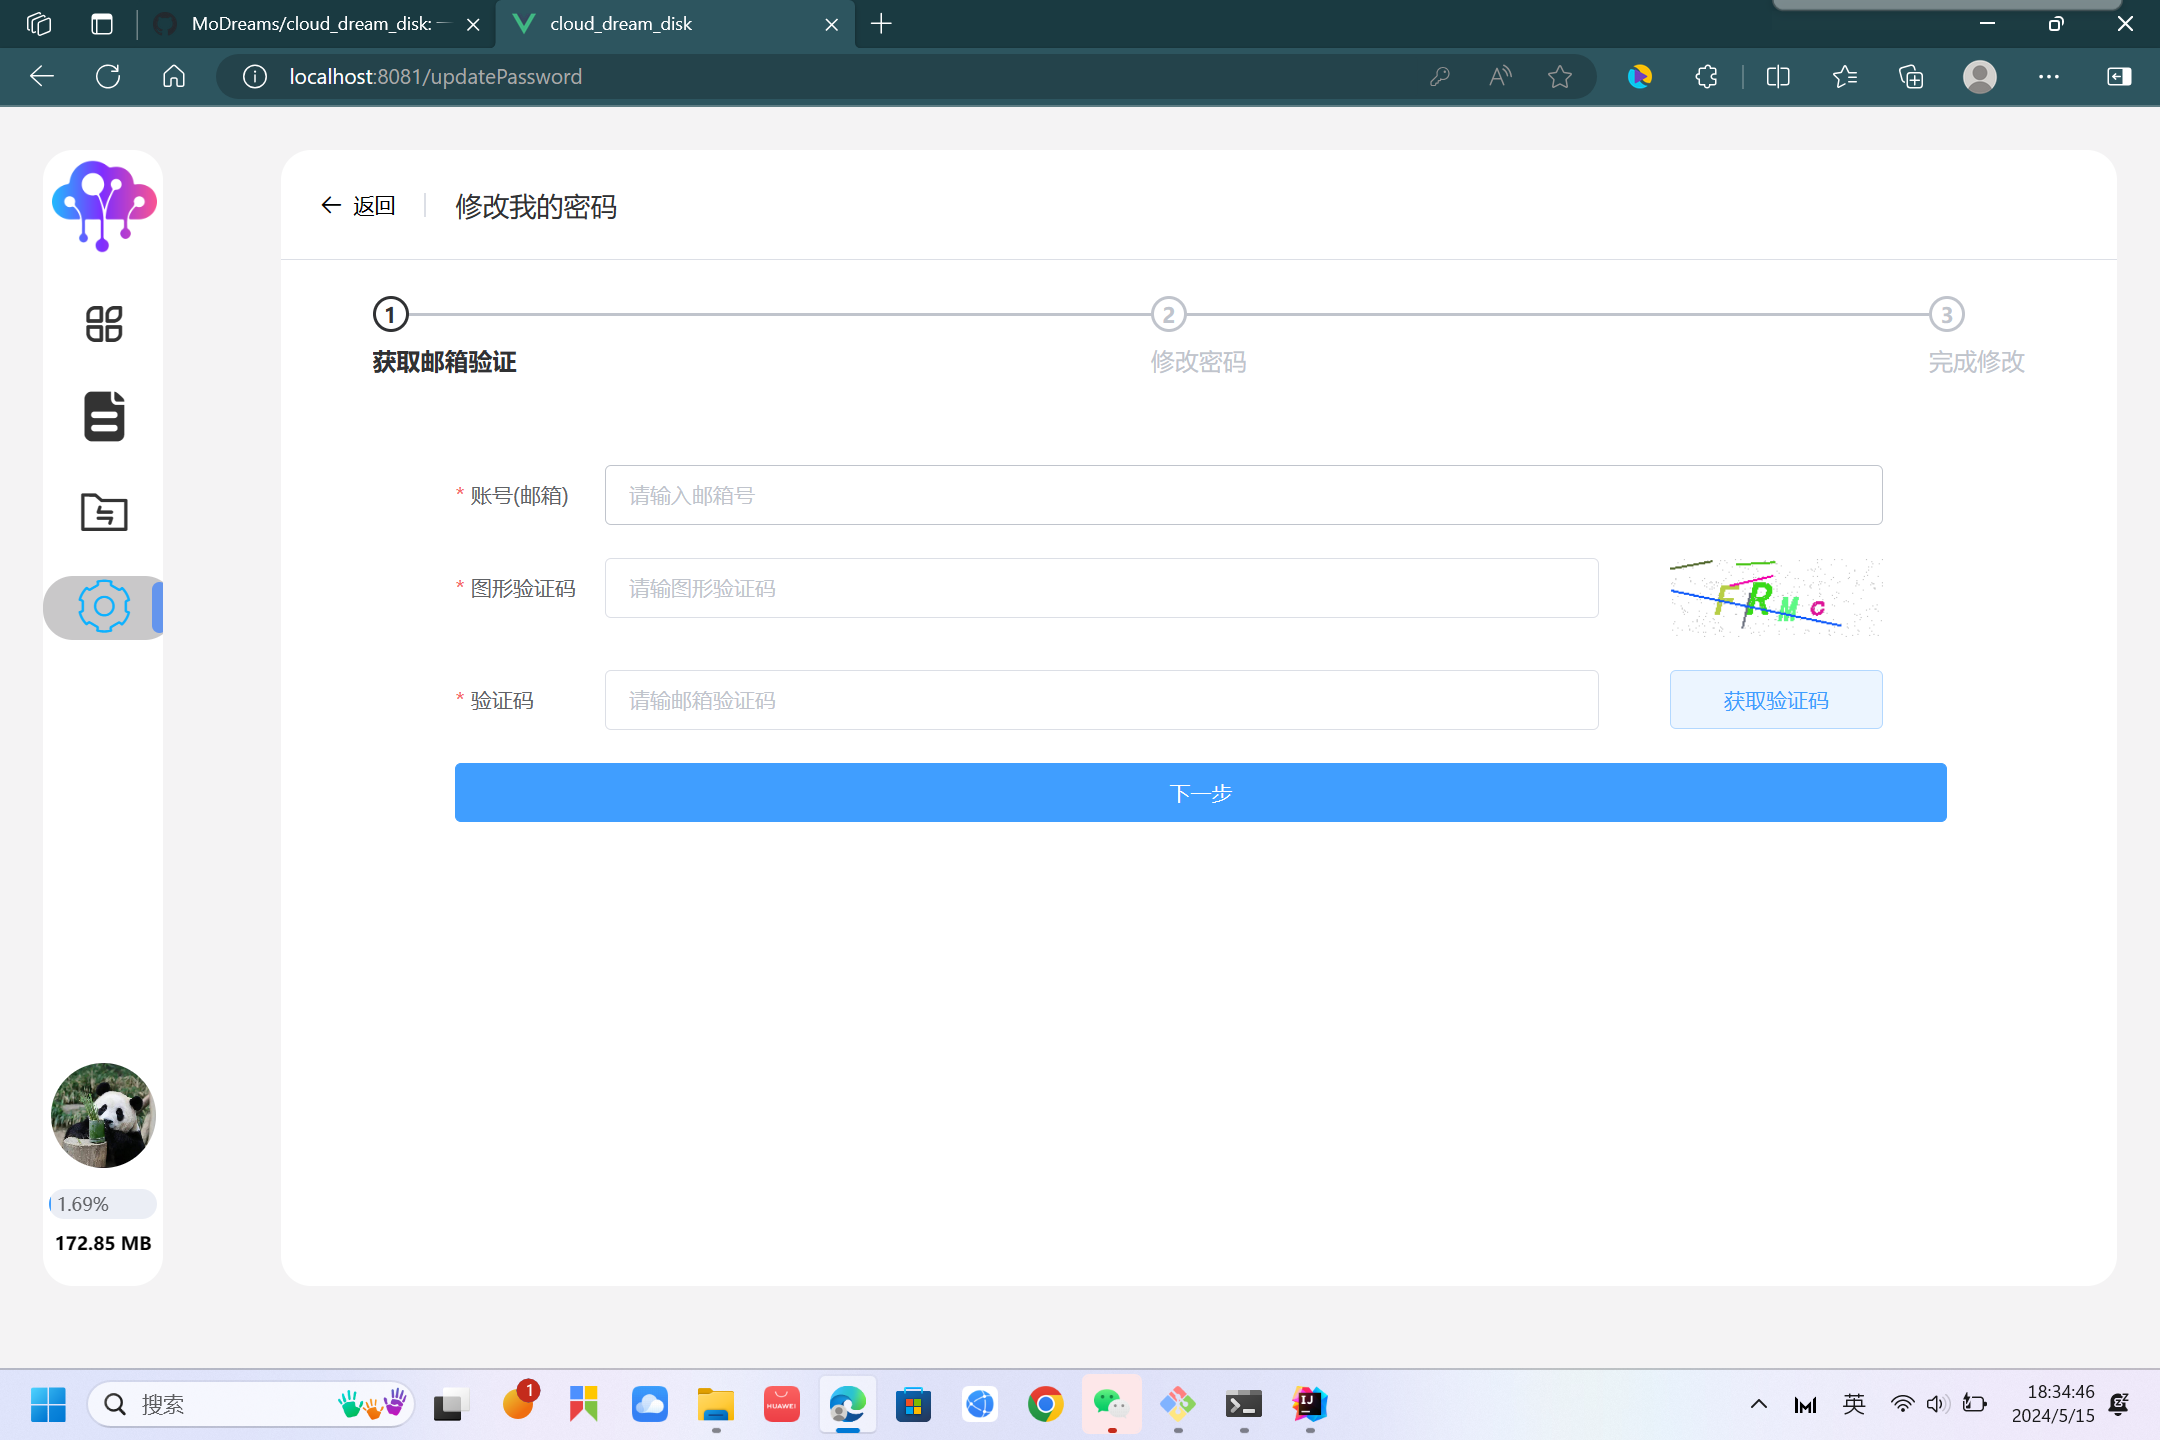 MoDreams/cloud_dream_disk: 一
cloud_dream_disk
localhost:8081/updatePassword
返回
修改我的密码
1
2
3
获取邮箱验证
修改密码
完成修改
* 账号(邮箱)
请输入邮箱号
* 图形验证码
请输图形验证码
FRMC
* 验证码
请输邮箱验证码
获取验证码
下一步
1.69%
172.85 MB
搜索
1
HUAWEI
IJ
英
18:34:46
2024/5/15